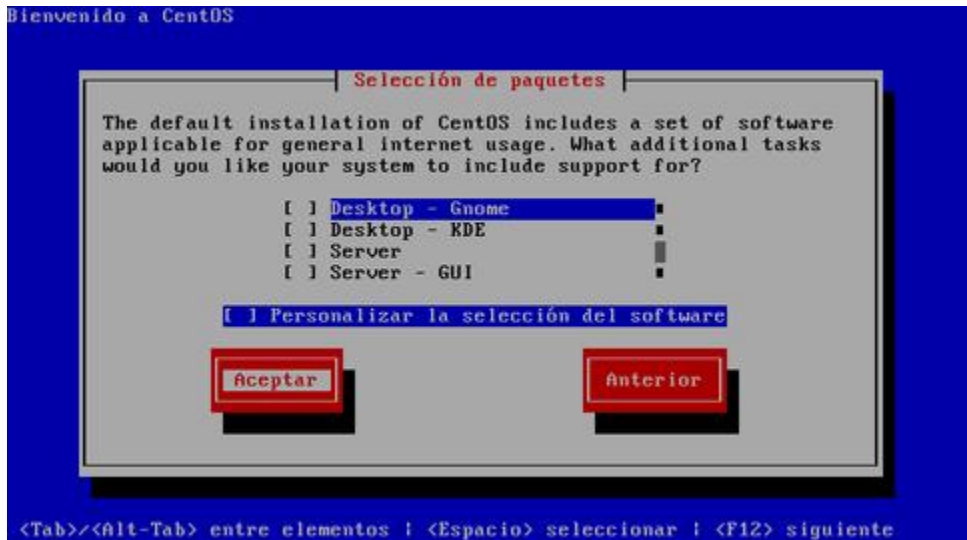 Bienvenido a CentOS
Selección de paquetes
The default installation of CentOS includes a set of software
applicable for general internet usage. What additional tasks
would you like your system to include support for?
[ ] Desktop - Gnome
[ ] Desktop - KDE
[ ] Server
[ ] Server - GUI
[ ] Personalizar la selección del software
Aceptar Anterior
<Tab>/<Alt-Tab> entre elementos | <Espacio> seleccionar | <F12> siguiente